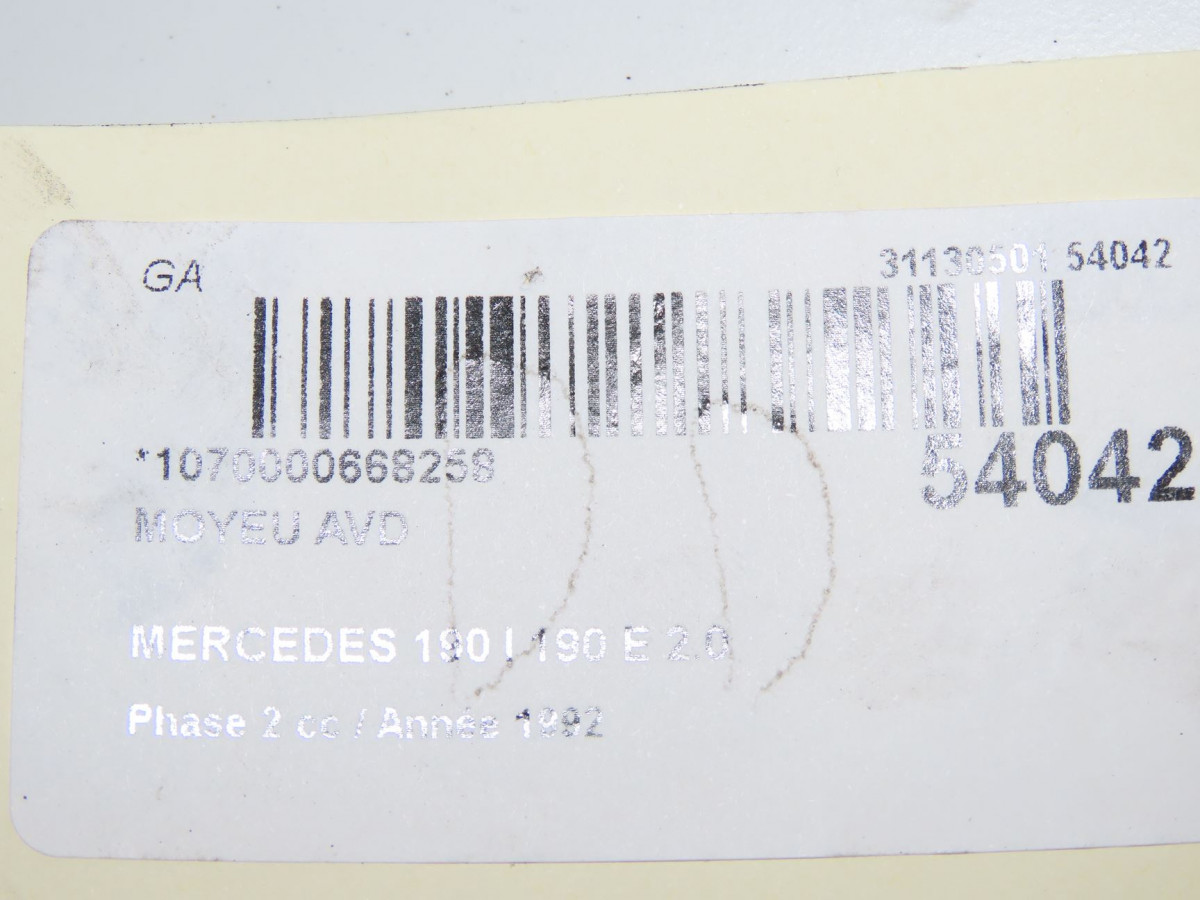 GA
31130501 54042
*1070000668258
54042
MOYEU AVD
MERCEDES 190 I 190 E 2.0
Phase 2 cc / Année 1992